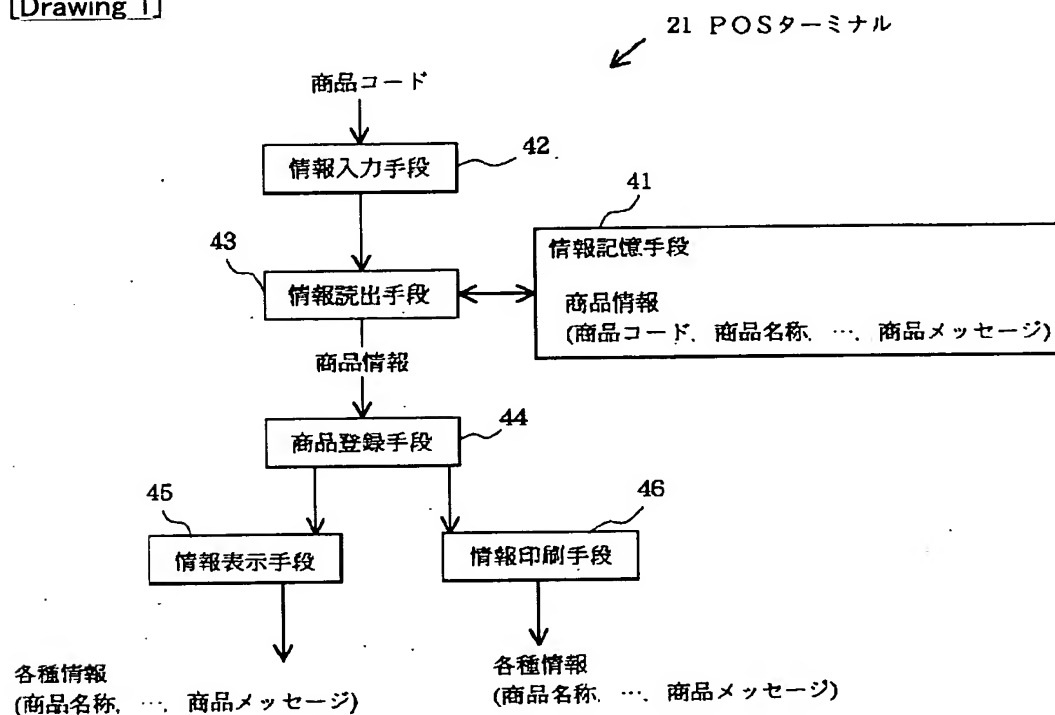 [Drawing 1]
21 POSターミナル
商品コード
情報入力手段
42
41
43
情報読出手段
情報記憶手段
商品情報
(商品コード、商品名称、…、商品メッセージ)
商品情報
商品登録手段
44
45
46
情報表示手段
情報印刷手段
各種情報
(商品名称、…、商品メッセージ)
各種情報
(商品名称、…、商品メッセージ)